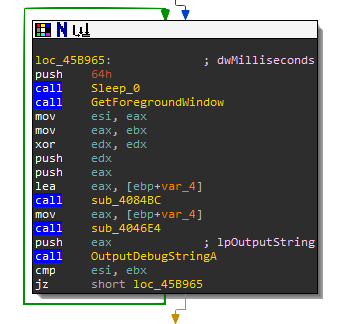 loc_45B965: ; dwMilliseconds
push 64h
call Sleep_0
call GetForegroundWindow
mov esi, eax
mov eax, ebx
xor edx, edx
push edx
push eax
lea eax, [ebp+var_4]
call sub_4084BC
mov eax, [ebp+var_4]
call sub_4046E4
push eax ; lpOutputString
call OutputDebugStringA
cmp esi, ebx
jz short loc_45B965